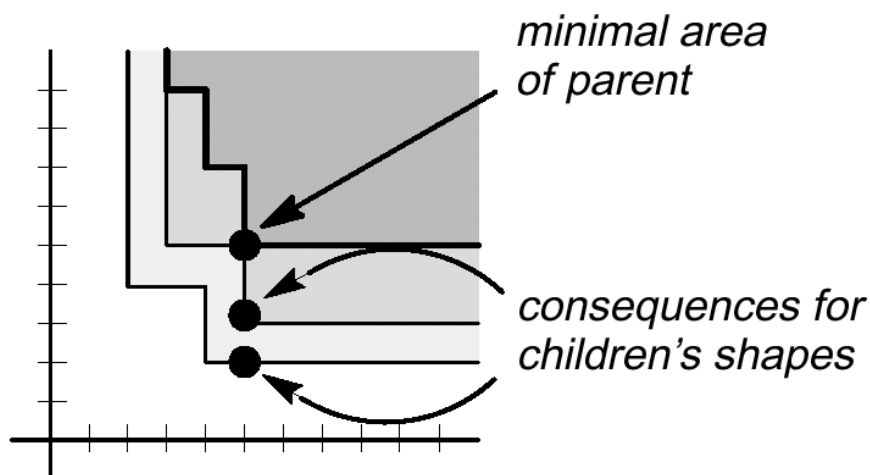 minimal area
of parent
consequences for
children's shapes